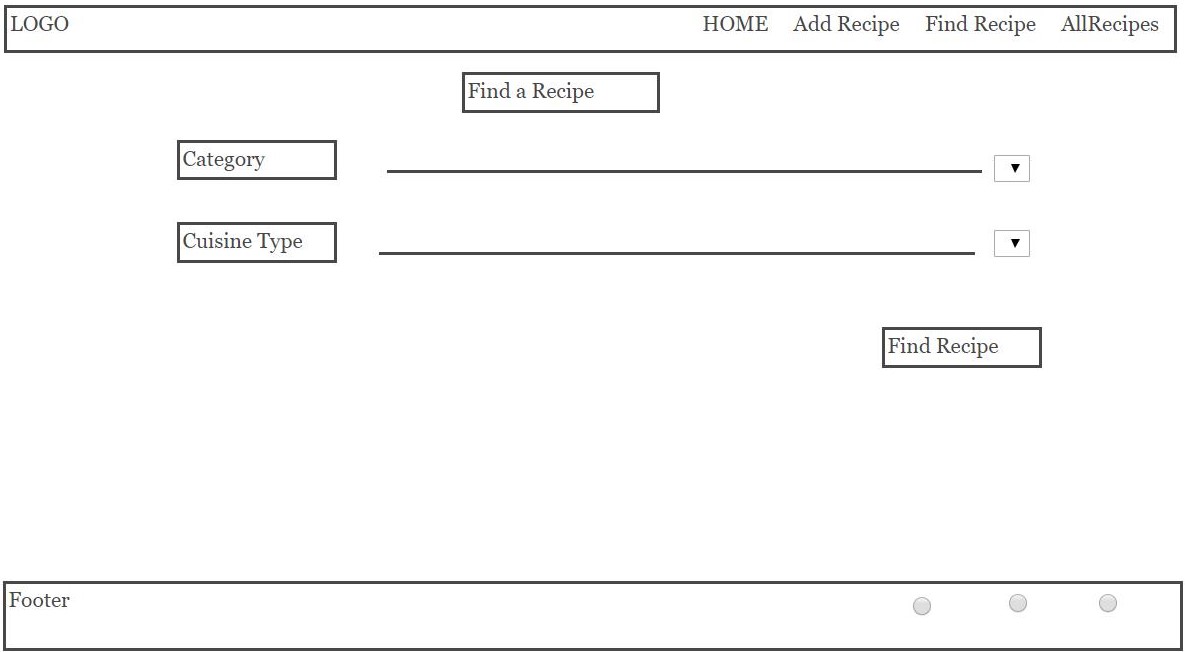 LOGO HOME Add Recipe Find Recipe AllRecipes
Find a Recipe
Category
Cuisine Type
Find Recipe
Footer